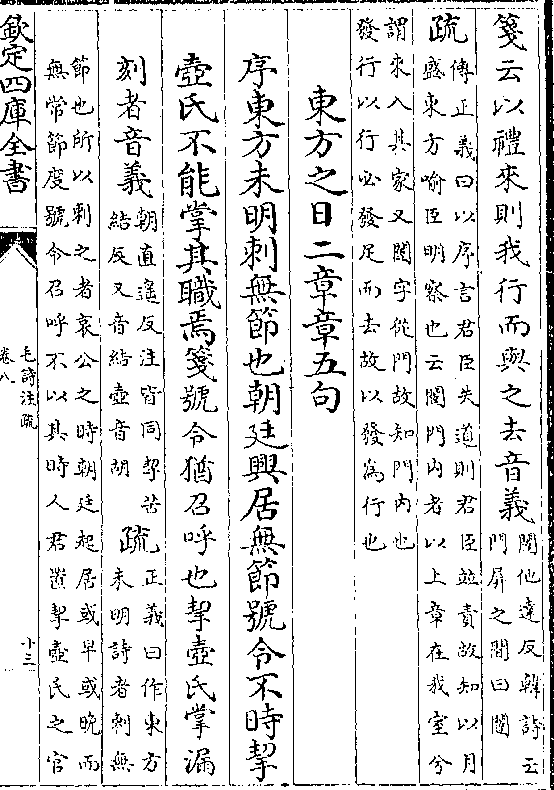 箋云以禮來則我行而與之去音義闥他達反韓詩云
門屏之間曰闥
疏傳正義曰以序言君臣失道則君臣並責故知以月
盛東方喻臣明察也云闥門內者以上章在我室兮
謂來入其家又闥字從門故知門內也
發行以行必發足而去故以發為行也
東方之日二章章五句
序東方未明刺無節也朝廷興居無節號令不時挈
壺氏不能掌其職焉箋號令猶召呼也挈壺氏掌漏
刻者音義朝直遙反注皆同挈苦
結反又音結壺音胡
疏正義曰作東方
未明詩者刺無
節也所以刺之者哀公之時朝廷起居或早或晚而
無常節度號令召呼不以其時人君置挈壺氏之官
欽定四庫全書
毛詩注疏
卷八
十三